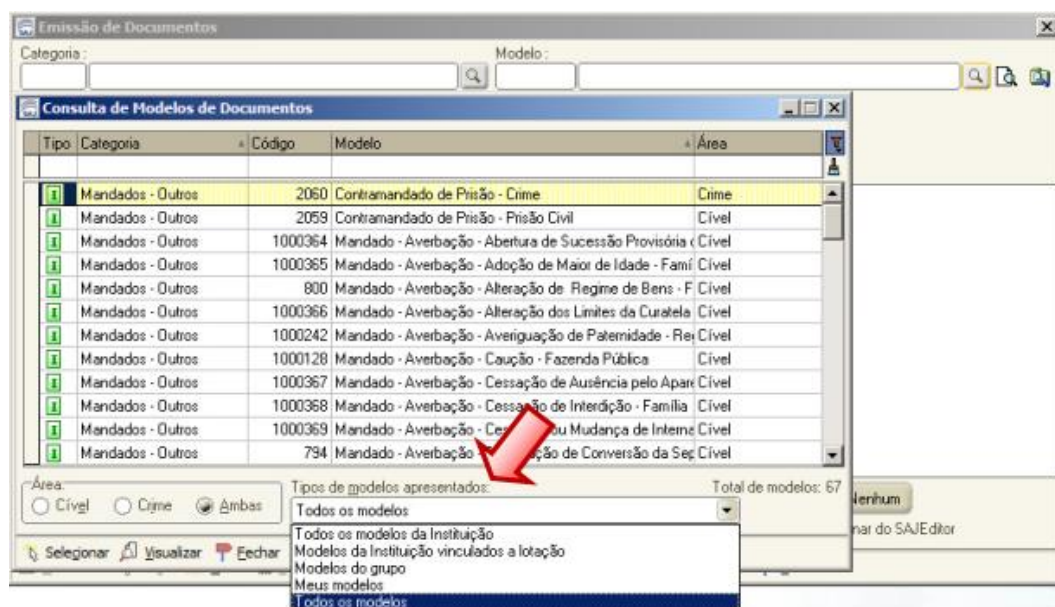 Emissão de Documentos
Categoria : Modelo :
Consulta de Modelos de Documentos
Tipo Categoria Código Modelo Área
Mandados - Outros 2060 Contramandado de Prisão - Crime Crime
Mandados - Outros 2059 Contramandado de Prisão - Prisão Civil Cível
Mandados - Outros 1000364 Mandado - Averbação - Abertura de Sucessão Provisória Cível
Mandados - Outros 1000365 Mandado - Averbação - Adoção de Maior de Idade - Famí Cível
Mandados - Outros 800 Mandado - Averbação - Alteração de Regime de Bens - F Cível
Mandados - Outros 1000366 Mandado - Averbação - Alteração dos Limites da Curatela Cível
Mandados - Outros 1000242 Mandado - Averbação - Averiguação de Paternidade - Re Cível
Mandados - Outros 1000128 Mandado - Averbação - Caução - Fazenda Pública Cível
Mandados - Outros 1000367 Mandado - Averbação - Cessação de Ausência pelo Apare Cível
Mandados - Outros 1000368 Mandado - Averbação - Cessação de Interdição - Família Cível
Mandados - Outros 1000369 Mandado - Averbação - Ces ou Mudança de Interna Cível
Mandados - Outros 794 Mandado - Averbação ção de Conversão da Sep Cível
Área: Tipos de modelos apresentados: Total de modelos: 67
Cível Crime Ambas Todos os modelos
Nenhum
nar do SAJEditor
Selecionar Visualizar Fechar
Todos os modelos da Instituição
Modelos da Instituição vinculados a lotação
Modelos do grupo
Meus modelos
Todos os modelos